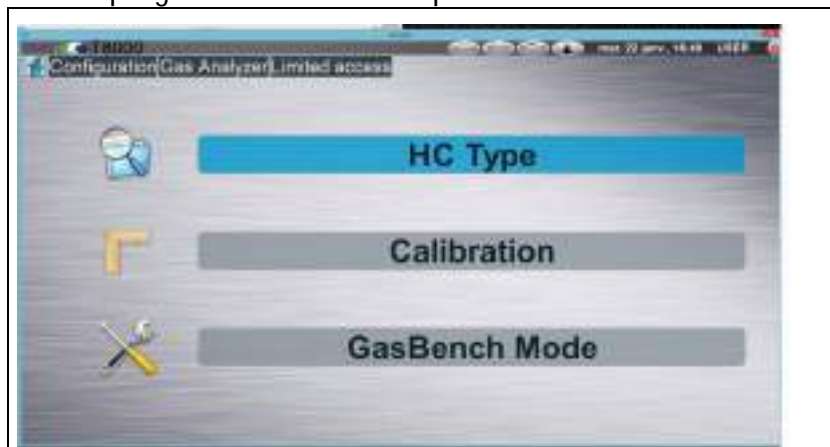 Configuration Gas Analyzer Limited access
HC Type
Calibration
GasBench Mode